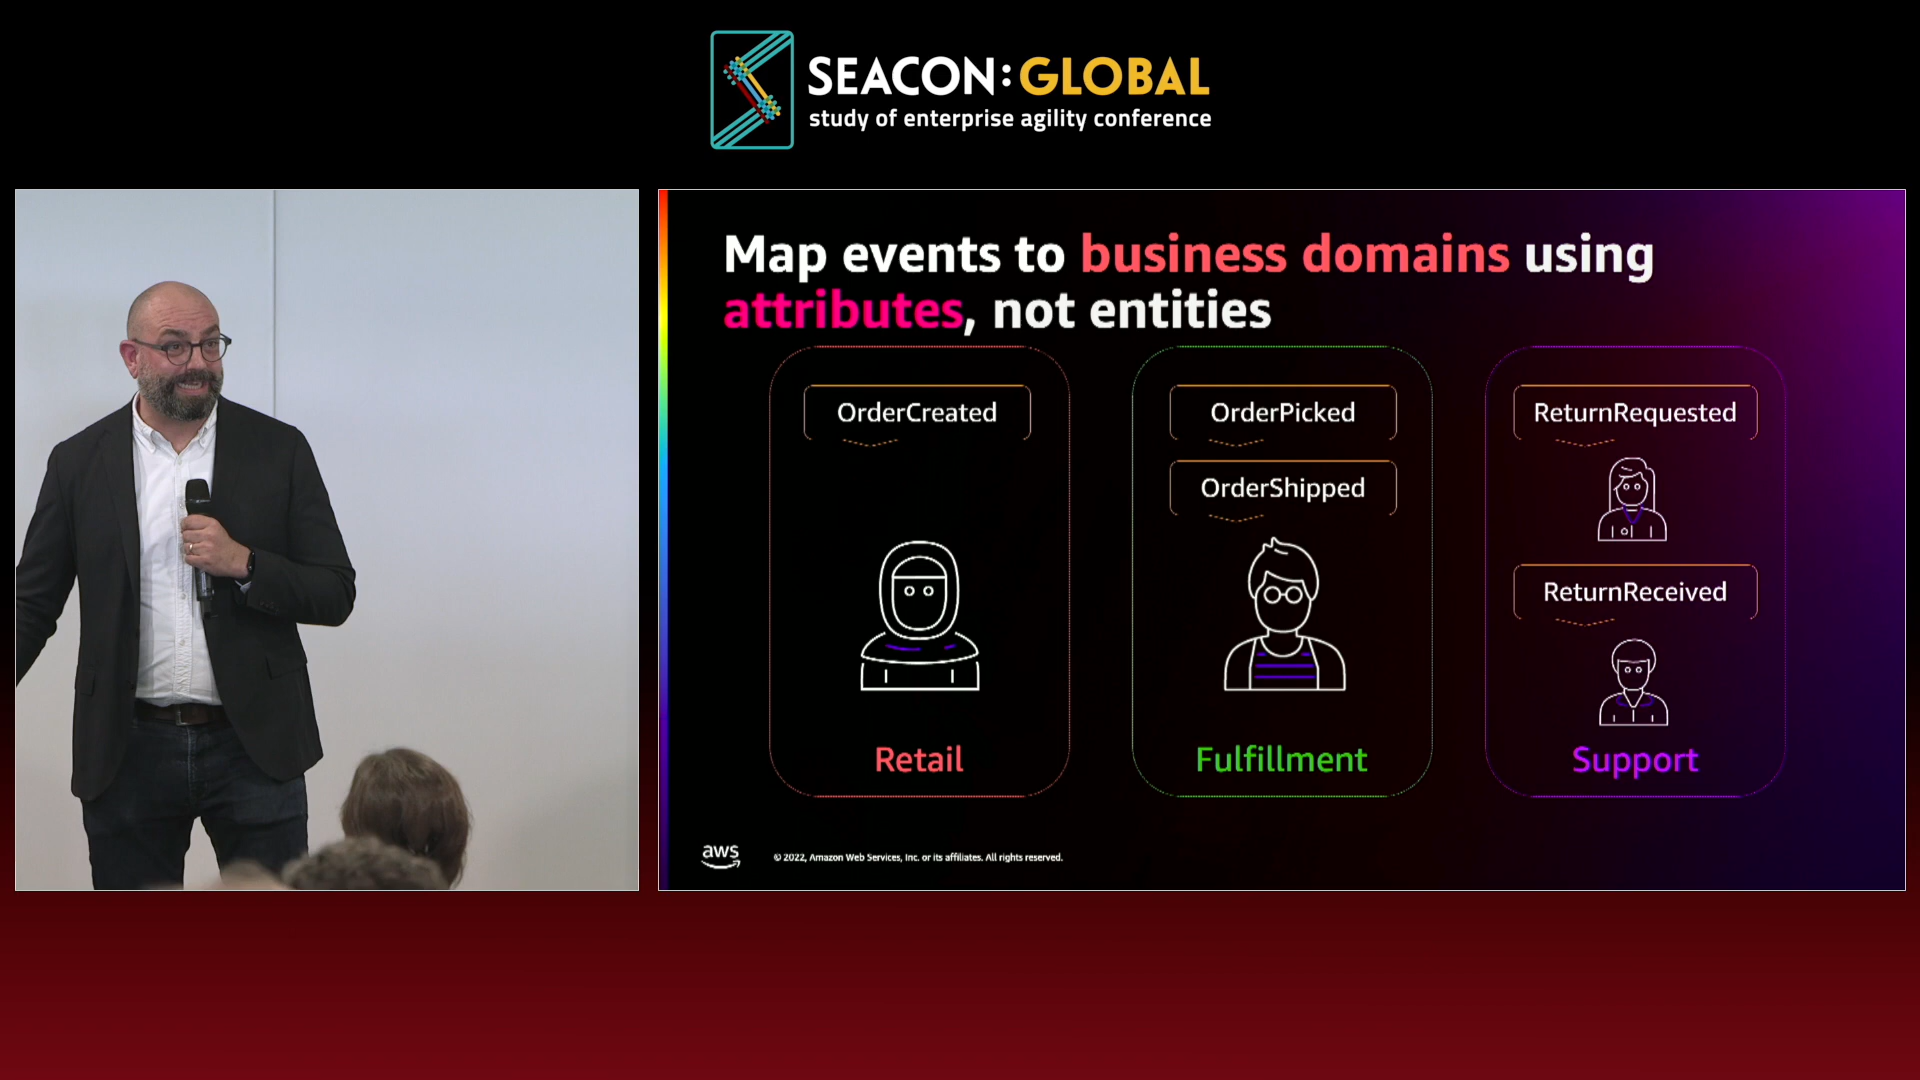 SEACON:GLOBAL
study of enterprise agility conference
Map events to business domains using
attributes, not entities
OrderCreated
Retail
OrderPicked
OrderShipped
Fulfillment
ReturnRequested
ReturnReceived
Support
aws
© 2022, Amazon Web Services, Inc. or its affiliates. All rights reserved.